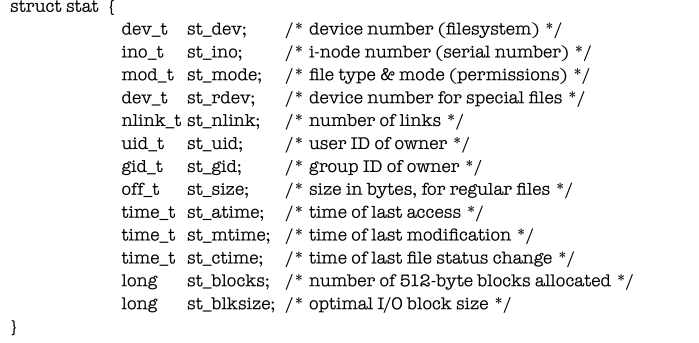 struct stat {
dev_t st_dev; /* device number (filesystem) */
ino_t st_ino; /* i-node number (serial number) */
mod_t st_mode; /* file type & mode (permissions) */
dev_t st_rdev; /* device number for special files */
nlink_t st_nlink; /* number of links */
uid_t st_uid; /* user ID of owner */
gid_t st_gid; /* group ID of owner */
off_t st_size; /* size in bytes, for regular files */
time_t st_atime; /* time of last access */
time_t st_mtime; /* time of last modification */
time_t st_ctime; /* time of last file status change */
long st_blocks; /* number of 512-byte blocks allocated */
long st_blksize; /* optimal I/O block size */
}